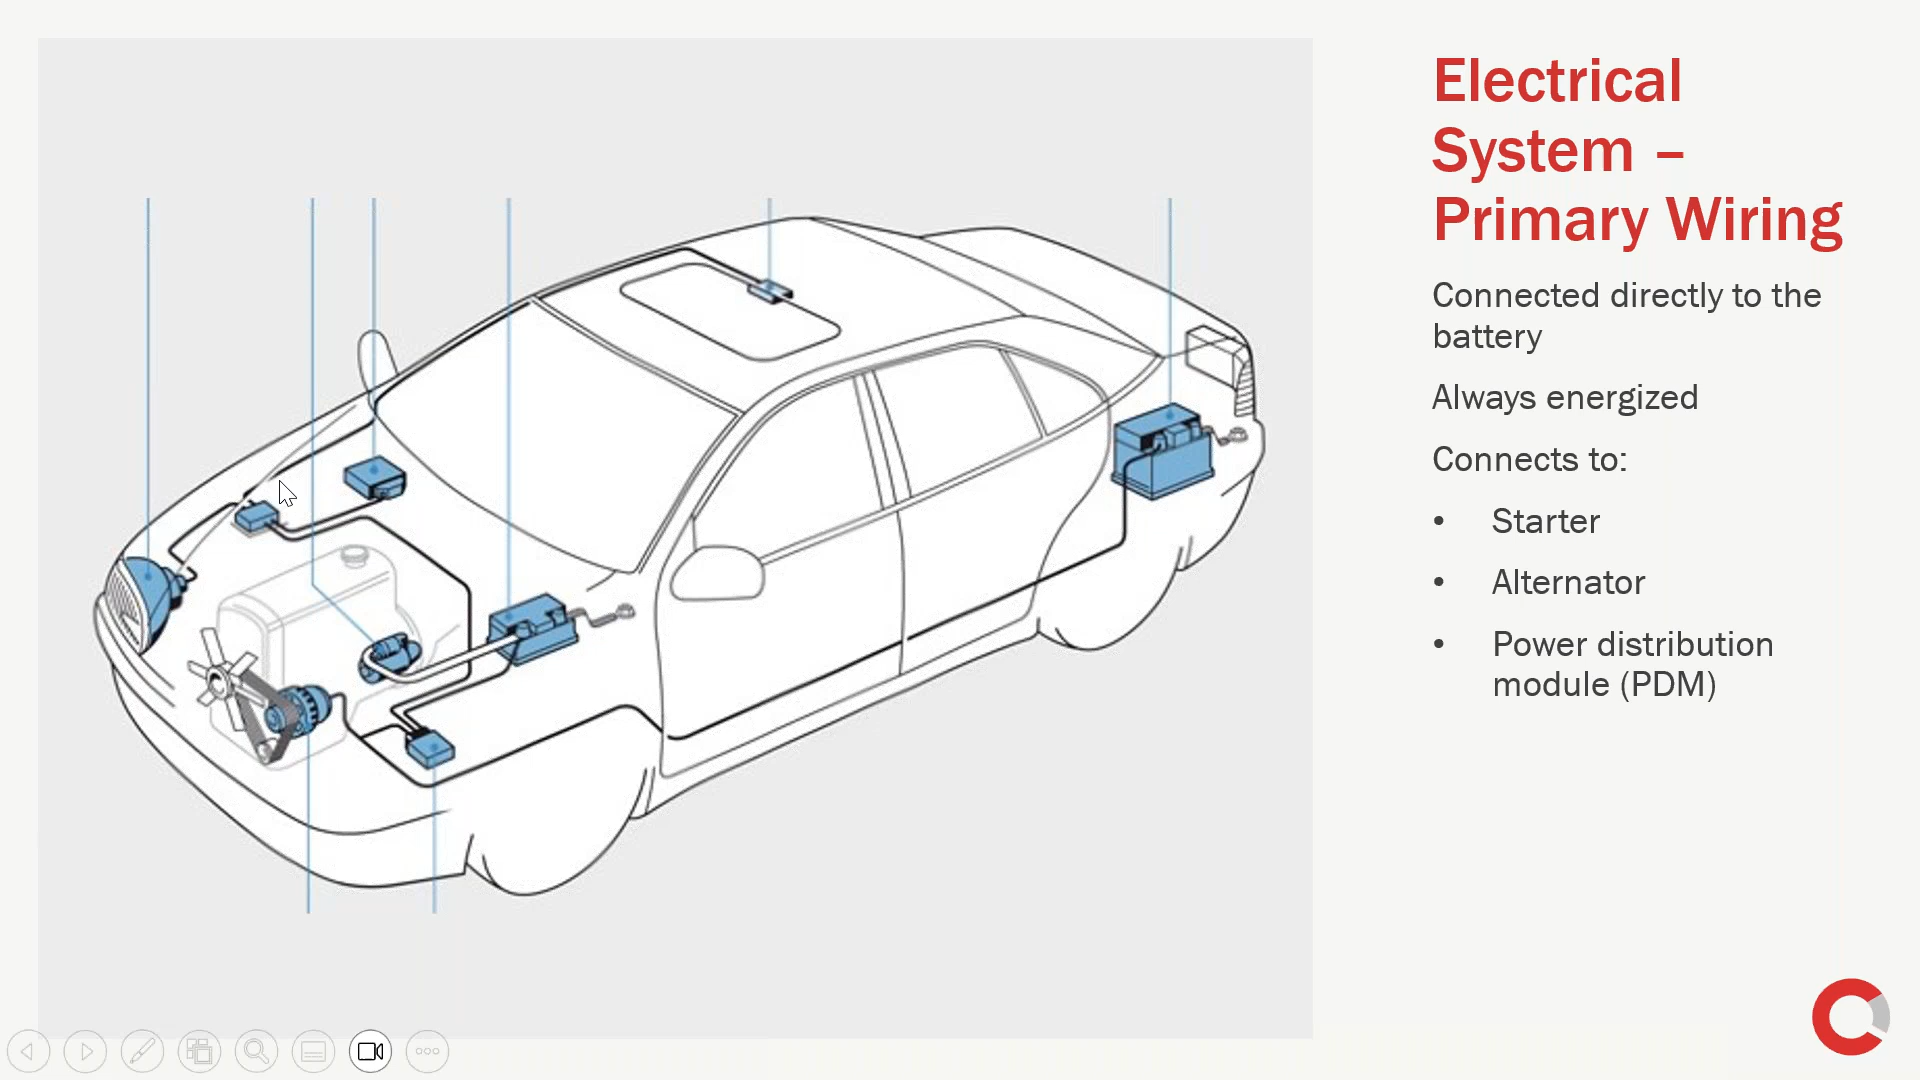 Electrical
System –
Primary Wiring
Connected directly to the
battery
Always energized
Connects to:
• Starter
• Alternator
• Power distribution
module (PDM)